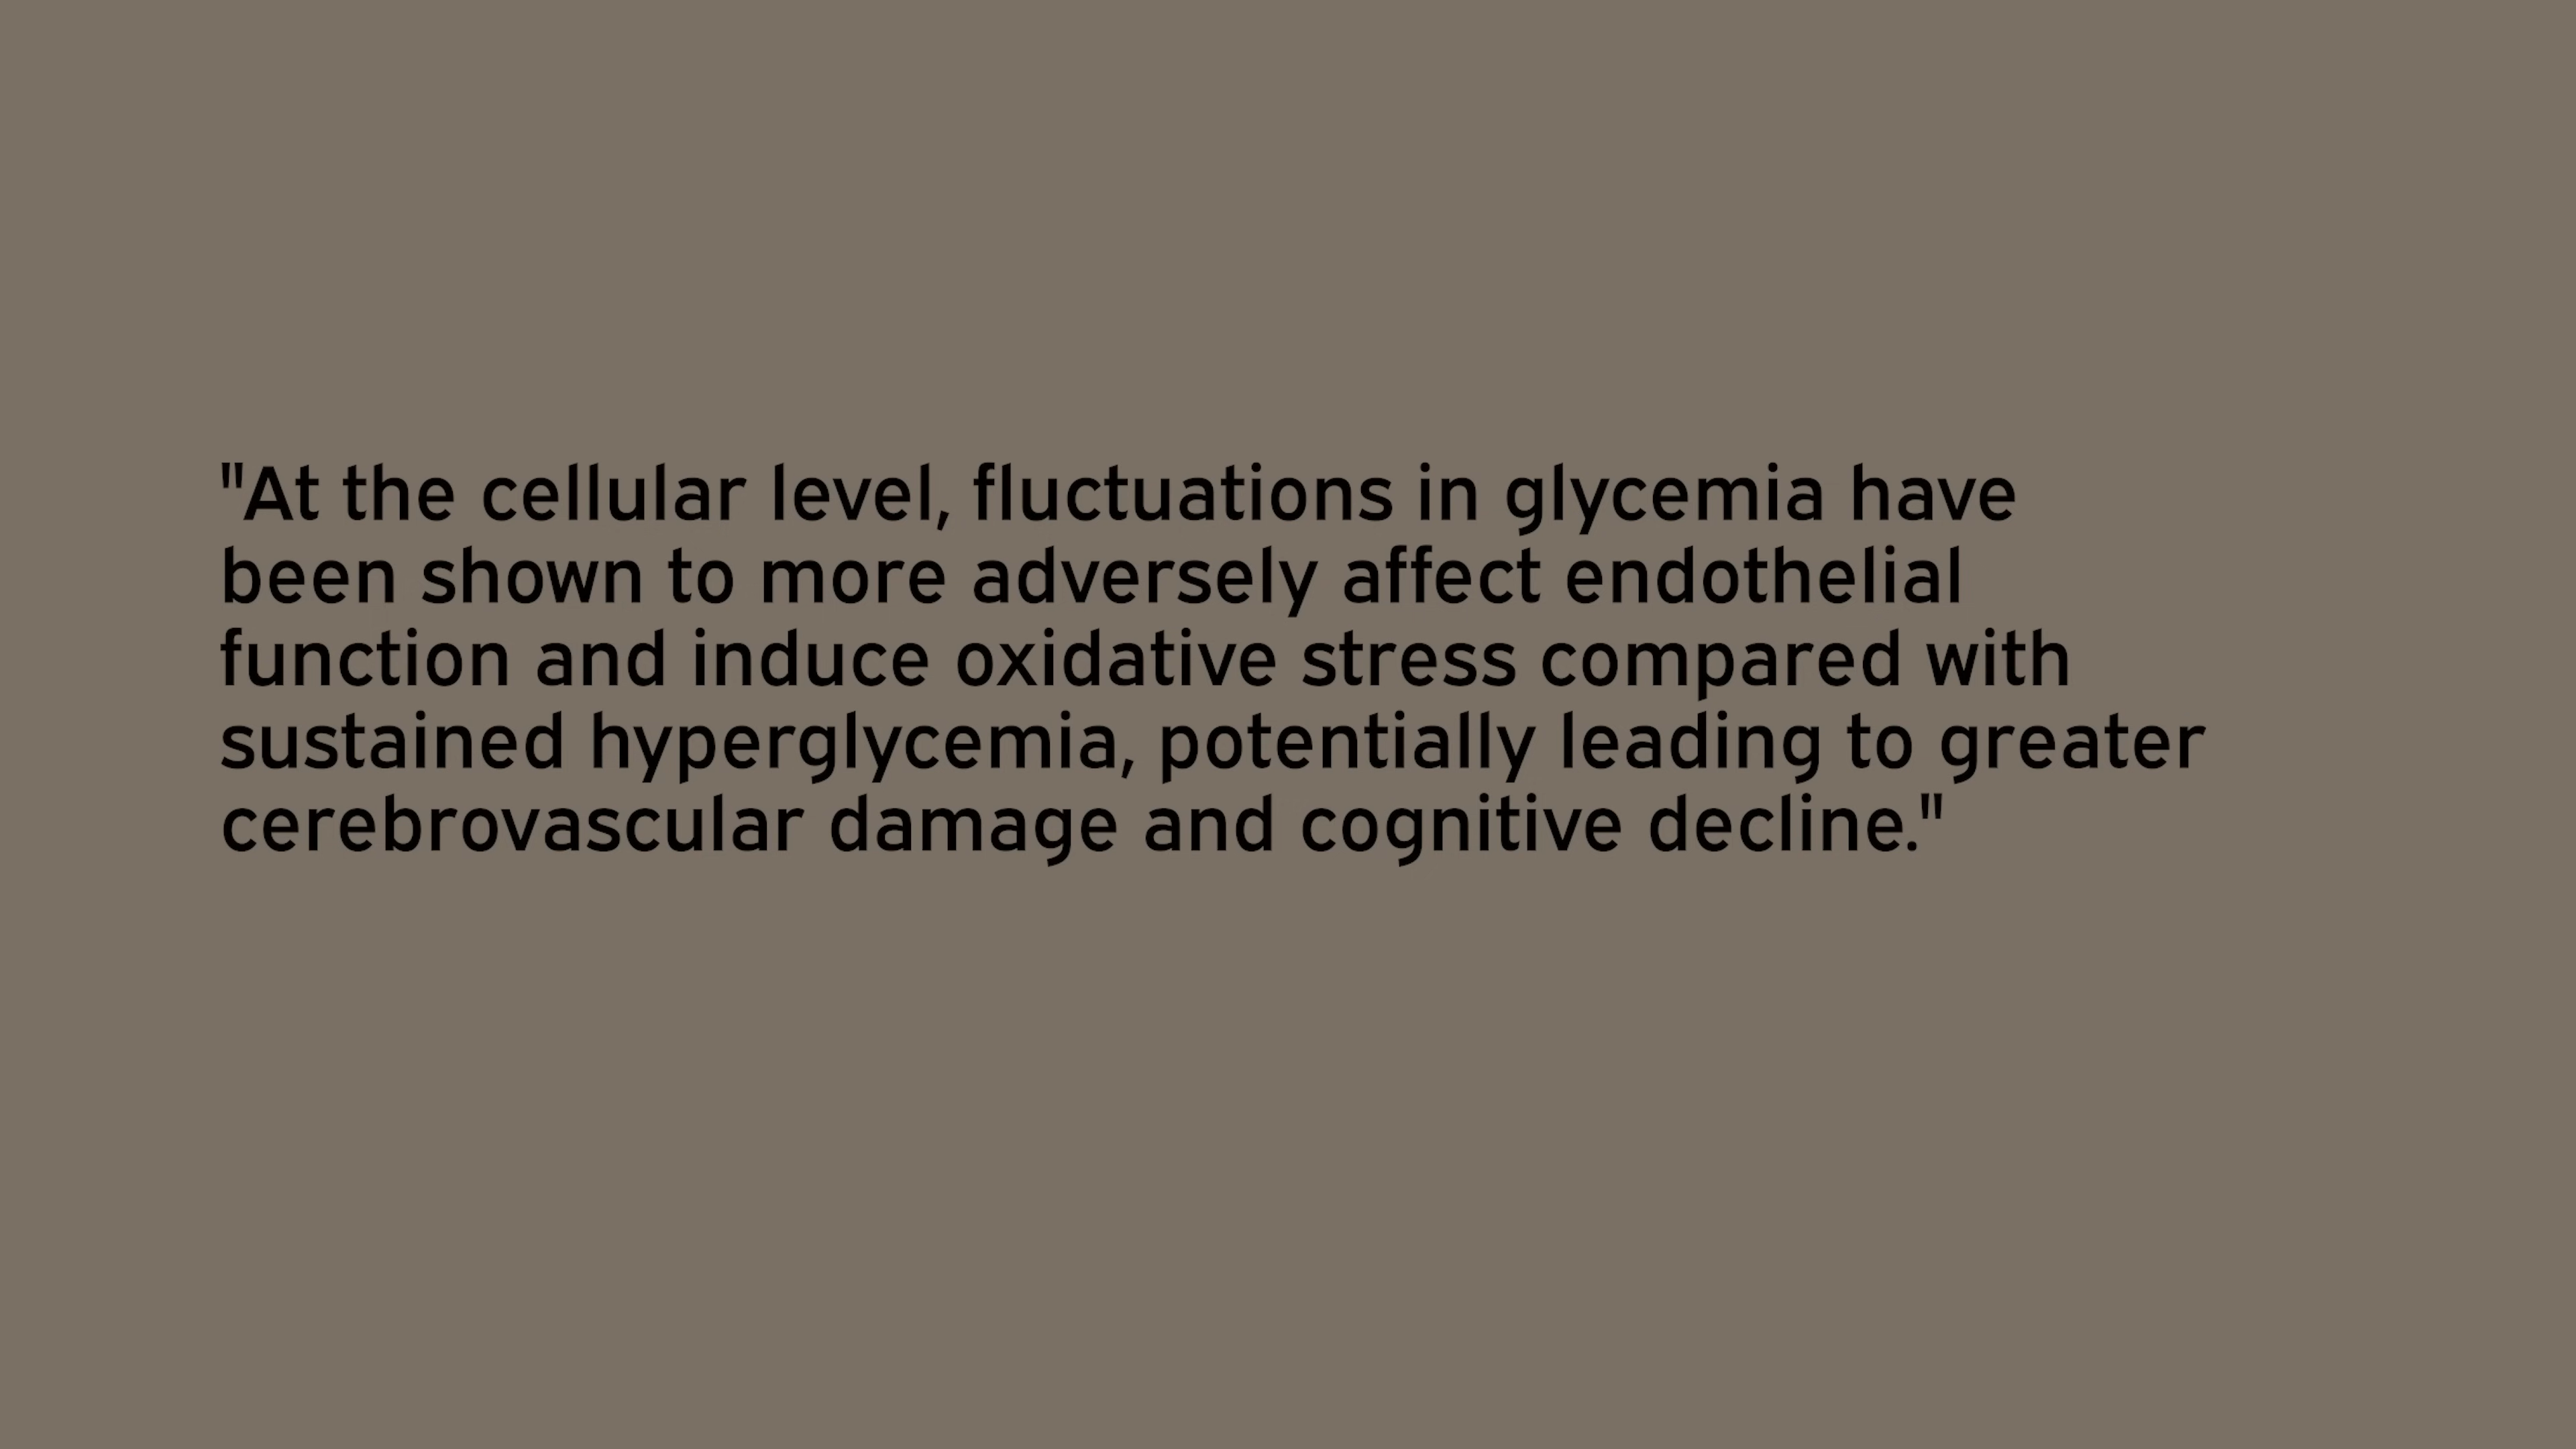 "At the cellular level, fluctuations in glycemia have
been shown to more adversely affect endothelial
function and induce oxidative stress compared with
sustained hyperglycemia, potentially leading to greater
cerebrovascular damage and cognitive decline."